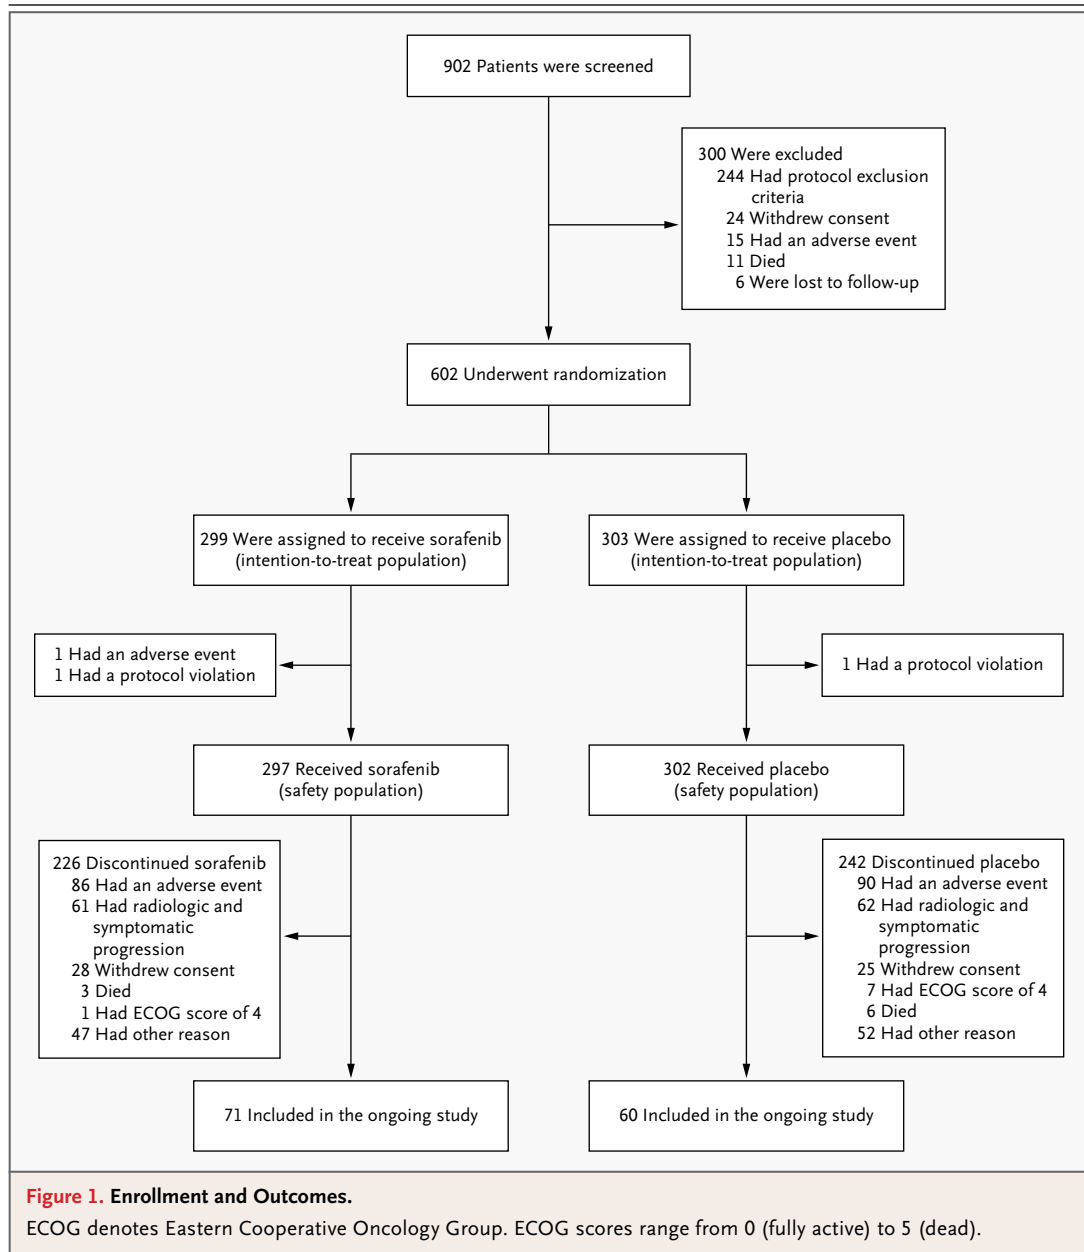 902 Patients were screened
300 Were excluded
244 Had protocol exclusion
criteria
24 Withdrew consent
15 Had an adverse event
11 Died
6 Were lost to follow-up
602 Underwent randomization
299 Were assigned to receive sorafenib
(intention-to-treat population)
303 Were assigned to receive placebo
(intention-to-treat population)
1 Had an adverse event
1 Had a protocol violation
1 Had a protocol violation
297 Received sorafenib
(safety population)
302 Received placebo
(safety population)
226 Discontinued sorafenib
86 Had an adverse event
61 Had radiologic and
symptomatic
progression
28 Withdrew consent
3 Died
1 Had ECOG score of 4
47 Had other reason
242 Discontinued placebo
90 Had an adverse event
62 Had radiologic and
symptomatic
progression
25 Withdrew consent
7 Had ECOG score of 4
6 Died
52 Had other reason
71 Included in the ongoing study
60 Included in the ongoing study
Figure 1. Enrollment and Outcomes.
ECOG denotes Eastern Cooperative Oncology Group. ECOG scores range from 0 (fully active) to 5 (dead).